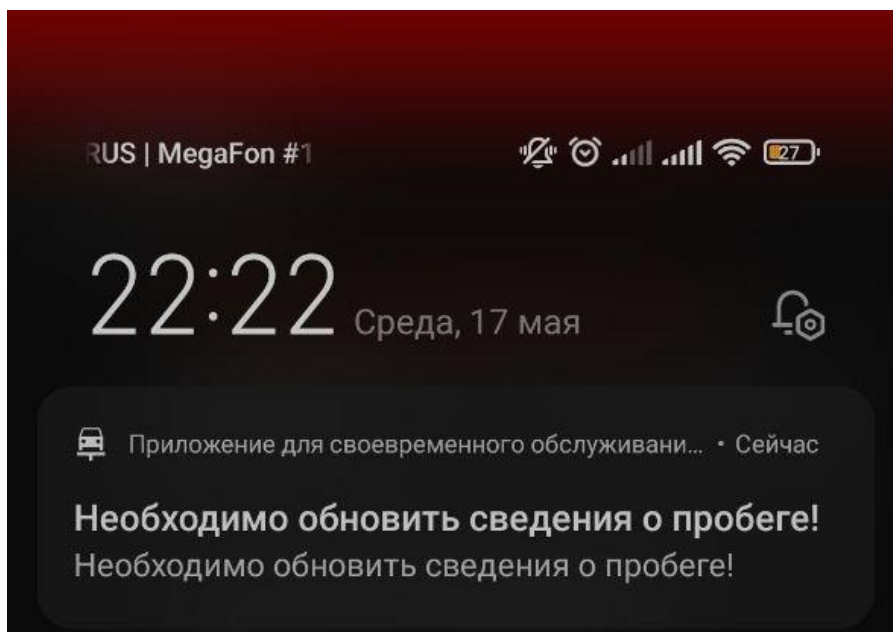 RUS | MegaFon #1
27
22:22 Среда, 17 мая
Приложение для своевременного обслуживани... • Сейчас
Необходимо обновить сведения о пробеге!
Необходимо обновить сведения о пробеге!